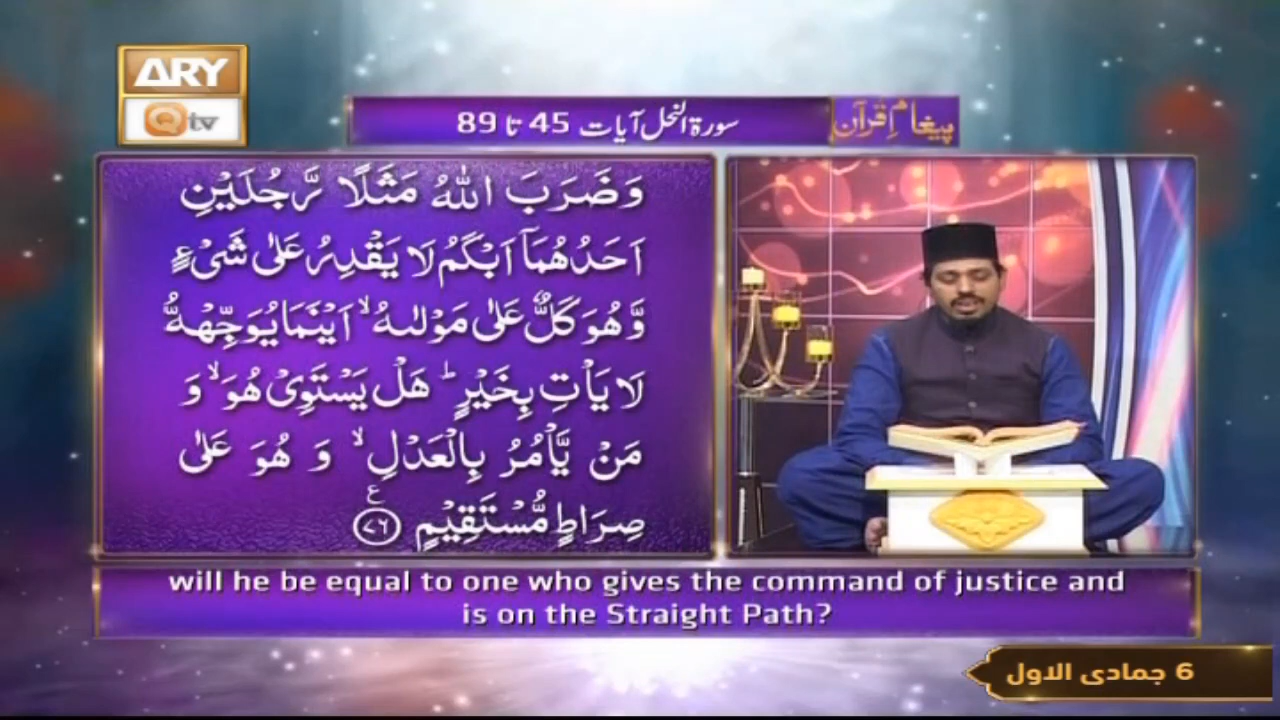 ARY
Qtv
پیغامِ قرآن
سورۃ النحل آیات 45 تا 89
وَضَرَبَ اللّٰهُ مَثَلًا رَّجُلَيْنِ
اَحَدُهُمَاۤ اَبْكَمُ لَا يَقْدِرُ عَلٰى شَیْءٍ
وَّهُوَ كَلٌّ عَلٰى مَوْلٰىهُ ۙ اَيْنَمَا يُوَجِّهْهُّ
لَا يَاْتِ بِخَيْرٍ ؕ هَلْ يَسْتَوِیْ هُوَ ۙ وَ
مَنْ يَّاْمُرُ بِالْعَدْلِ ۙ وَ هُوَ عَلٰى
صِرَاطٍ مُّسْتَقِيْمٍ ﴿۷۶﴾ ع
will he be equal to one who gives the command of justice and
is on the Straight Path?
6 جمادی الاول